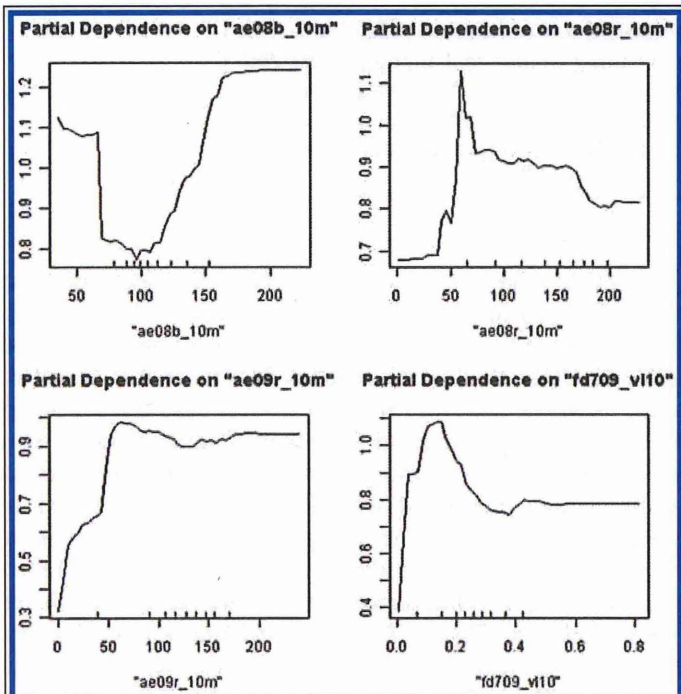 Partial Dependence on "ae08b_10m"
1.2
1.1
1.0
0.9
0.8
50 100 150 200
"ae08b_10m"
Partial Dependence on "ae08r_10m"
1.1
1.0
0.9
0.8
0.7
0 50 100 150 200
"ae08r_10m"
Partial Dependence on "ae09r_10m"
0.9
0.7
0.5
0.3
0 50 100 150 200
"ae09r_10m"
Partial Dependence on "fd709_vl10"
1.0
0.8
0.6
0.4
0.0 0.2 0.4 0.6 0.8
"fd709_vl10"